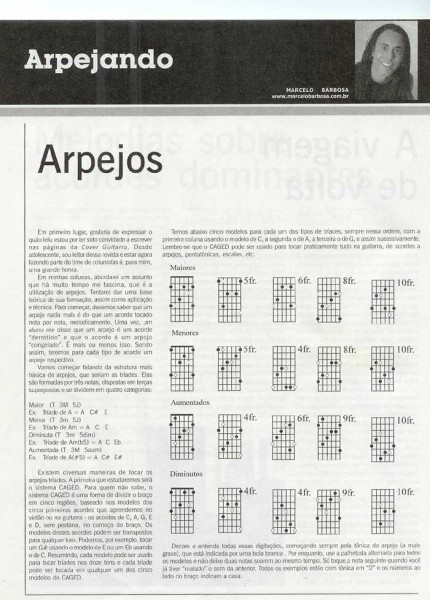 Arpejando
MARCELO BARBOSA
www.marcelobarbosa.com.br
Arpejos
Em primeiro lugar, gostaria de expressar o
quão feliz estou por ter sido convidado a escrever
nas páginas da Cover Guitarra. Desde
adolescente, sou leitor dessa revista e estar agora
fazendo parte do time de colunistas é, para mim,
uma grande honra.
Em minhas colunas, abordarei um assunto
que há muito tempo me fascina, que é a
utilização de arpejos. Tentarei dar uma base
teórica de sua formação, assim como aplicação
e técnica. Para começar, devemos saber que um
arpejo nada mais é do que um acorde tocado
nota por nota, melodicamente. Uma vez, um
aluno me disse que um arpejo é um acorde
"derretido" e que o acorde é um arpejo
"congelado". É mais ou menos isso. Sendo
assim, teremos para cada tipo de acorde um
arpejo respectivo.
Vamos começar falando da estrutura mais
básica de arpejos, que seriam as tríades. Elas
são formadas por três notas, dispostas em terças
superpostas e se dividem em quatro categorias:
Maior (T 3M 5J)
Ex: Tríade de A = A C# E
Menor (T 3m 5J)
Ex: Tríade de Am = A C E
Diminuta (T 3m 5dim)
Ex: Tríade de Am(b5) = A C Eb
Aumentada (T 3M 5aum)
Ex: Tríade de A(#5) = A C# E#
Existem diversas maneiras de tocar os
arpejos tríades. A primeira que estudaremos será
o sistema CAGED. Para quem não sabe, o
sistema CAGED é uma forma de dividir o braço
em cinco regiões, baseado nos modelos dos
cinco primeiros acordes que aprendemos no
violão ou na guitarra - os acordes de C, A, G, E
e D, sem pestana, no começo do braço. Os
modelos desses acordes podem ser transpostos
para qualquer tom. Podemos, por exemplo, tocar
um G# usando o modelo de E ou um Eb usando
o de C. Resumindo, cada modelo pode ser usado
para tocar tríades nos doze tons e cada tríade
pode ser tocada em qualquer um dos cinco
modelos do CAGED.
Temos abaixo cinco modelos para cada um dos tipos de tríades, sempre nessa ordem, com a
primeira coluna usando o modelo de C, a segunda o de A, a terceira o de G, e assim sucessivamente.
Lembre-se que o CAGED pode ser usado para tocar praticamente tudo na guitarra, de acordes a
arpejos, pentatônicas, escalas, etc.
Maiores
5fr. 6fr. 8fr. 10fr.
Menores
5fr. 4fr. 8fr. 10fr.
Aumentados
4fr. 6fr. 9fr. 10fr.
Diminutos
4fr. 4fr. 9fr. 10fr.
Decore e entenda todas essas digitações, começando sempre pela tônica do arpejo (a mais
grave), que está indicada por uma bola branca. Por enquanto, use a palhetada alternada para todos
os modelos e não deixe duas notas soarem ao mesmo tempo. Só toque a nota seguinte quando você
já tiver "matado" o som da anterior. Todos os exemplos estão com tônica em "D" e os números ao
lado do braço indicam a casa.